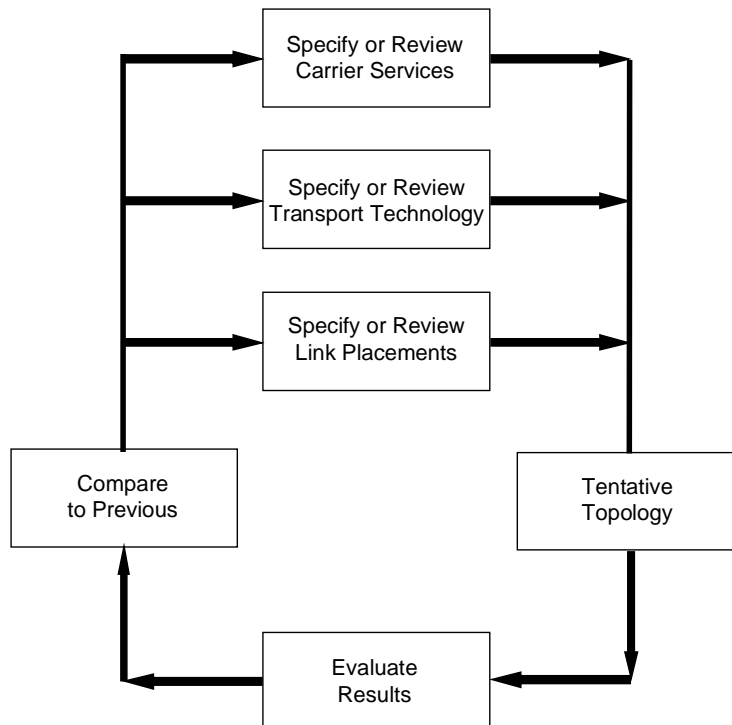 Specify or Review
Carrier Services
Specify or Review
Transport Technology
Specify or Review
Link Placements
Compare
to Previous
Tentative
Topology
Evaluate
Results